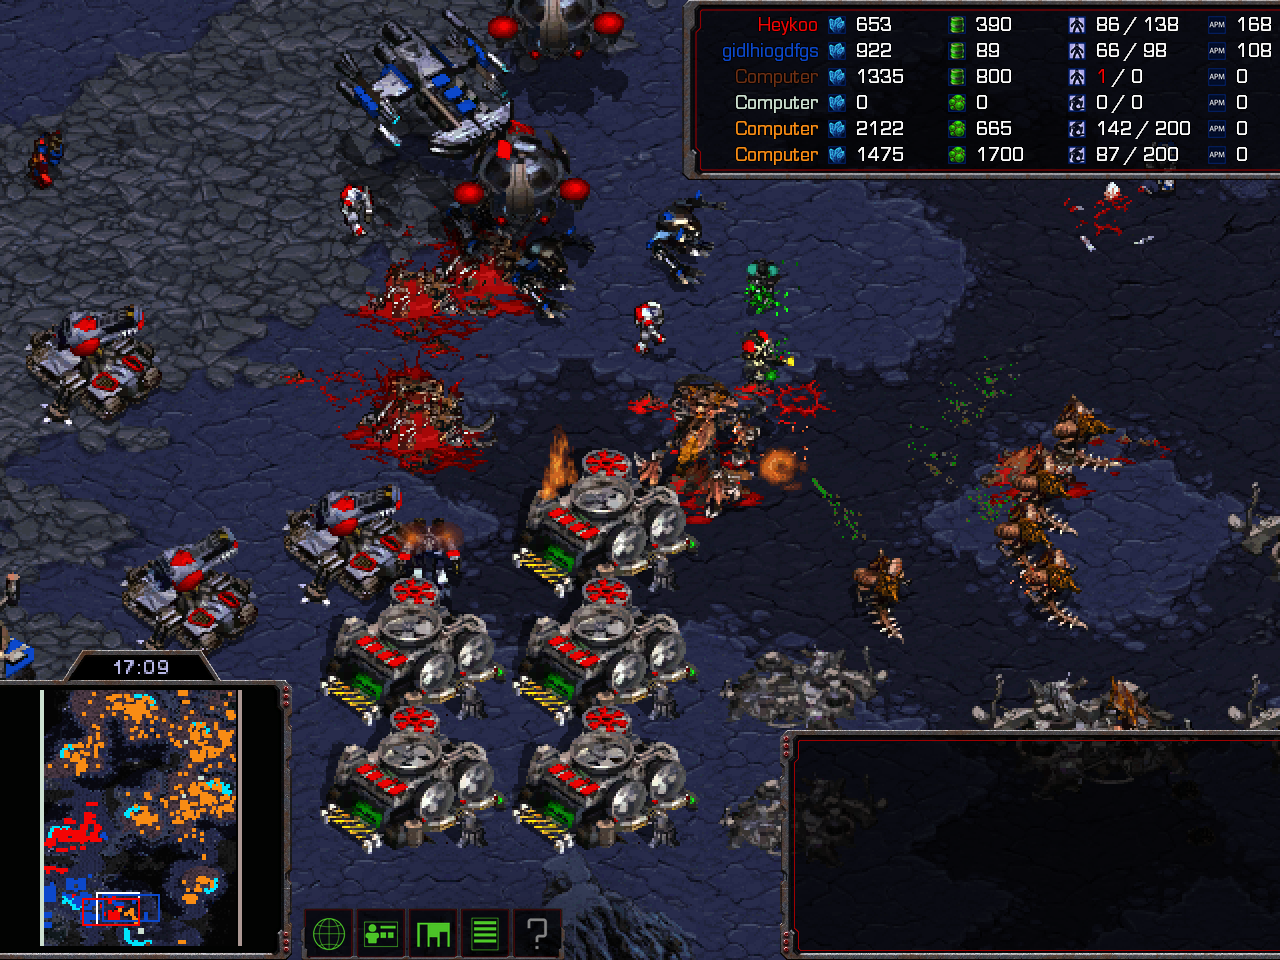 Heykoo 653 390 86 / 138 APM 168
gidlhiogdfgs 922 89 66 / 98 APM 108
Computer 1335 800 1 / 0 APM 0
Computer 0 0 0 / 0 APM 0
Computer 2122 665 142 / 200 APM 0
Computer 1475 1700 87 / 200 APM 0
17:09
?